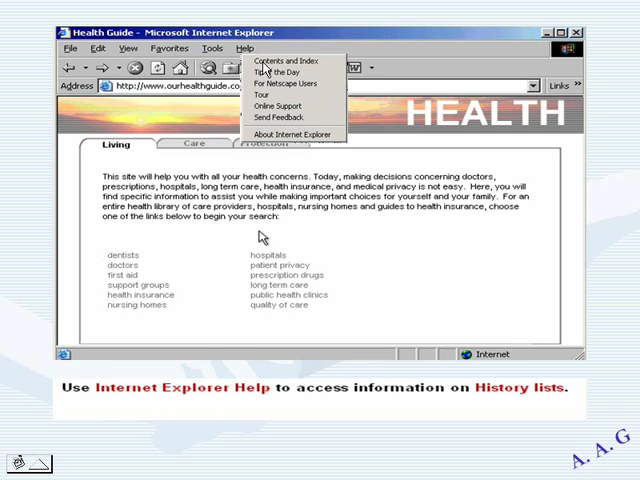 Health Guide - Microsoft Internet Explorer
File Edit View Favorites Tools Help
Contents and Index
Tip of the Day
For Netscape Users
Tour
Online Support
Send Feedback
About Internet Explorer
Address http://www.ourhealthguide.co Links »
HEALTH
Living Care Protection
This site will help you with all your health concerns. Today, making decisions concerning doctors,
prescriptions, hospitals, long term care, health insurance, and medical privacy is not easy. Here, you will
find specific information to assist you while making important choices for yourself and your family. For an
entire health library of care providers, hospitals, nursing homes and guides to health insurance, choose
one of the links below to begin your search:
dentists hospitals
doctors patient privacy
first aid prescription drugs
support groups long term care
health insurance public health clinics
nursing homes quality of care
Internet
Use Internet Explorer Help to access information on History lists.
A. A. G